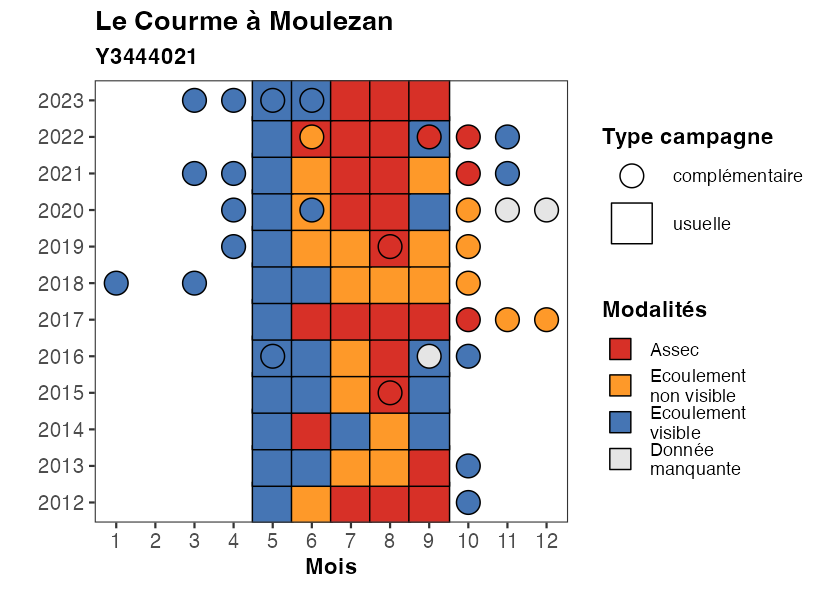 Le Courme à Moulezan
Y3444021
2023
2022
2021
2020
2019
2018
2017
2016
2015
2014
2013
2012
1 2 3 4 5 6 7 8 9 10 11 12
Mois
Type campagne
complémentaire
usuelle
Modalités
Assec
Ecoulement
non visible
Ecoulement
visible
Donnée
manquante